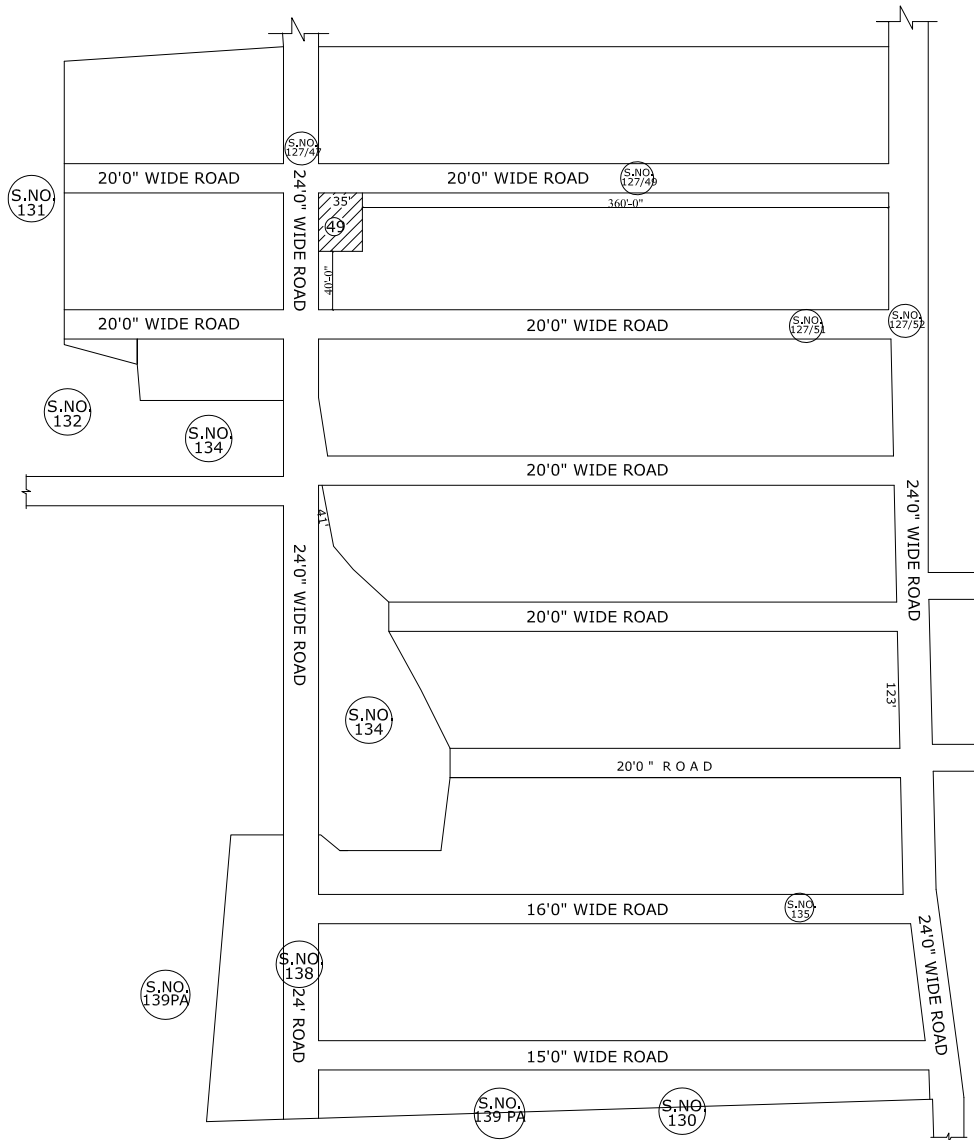 S.NO.
127/47
20'0" WIDE ROAD
20'0" WIDE ROAD
S.NO.
127/49
S.NO.
131
24'0" WIDE ROAD
35'
360'-0"
49
40'-0"
20'0" WIDE ROAD
20'0" WIDE ROAD
S.NO.
127/51
S.NO.
127/52
S.NO.
132
S.NO.
134
20'0" WIDE ROAD
24'0" WIDE ROAD
41'
24'0" WIDE ROAD
20'0" WIDE ROAD
123'
S.NO.
134
20'0 " R O A D
16'0" WIDE ROAD
S.NO.
135
24'0" WIDE ROAD
S.NO.
138
S.NO.
139PA
24' ROAD
15'0" WIDE ROAD
S.NO.
139 PA
S.NO.
130